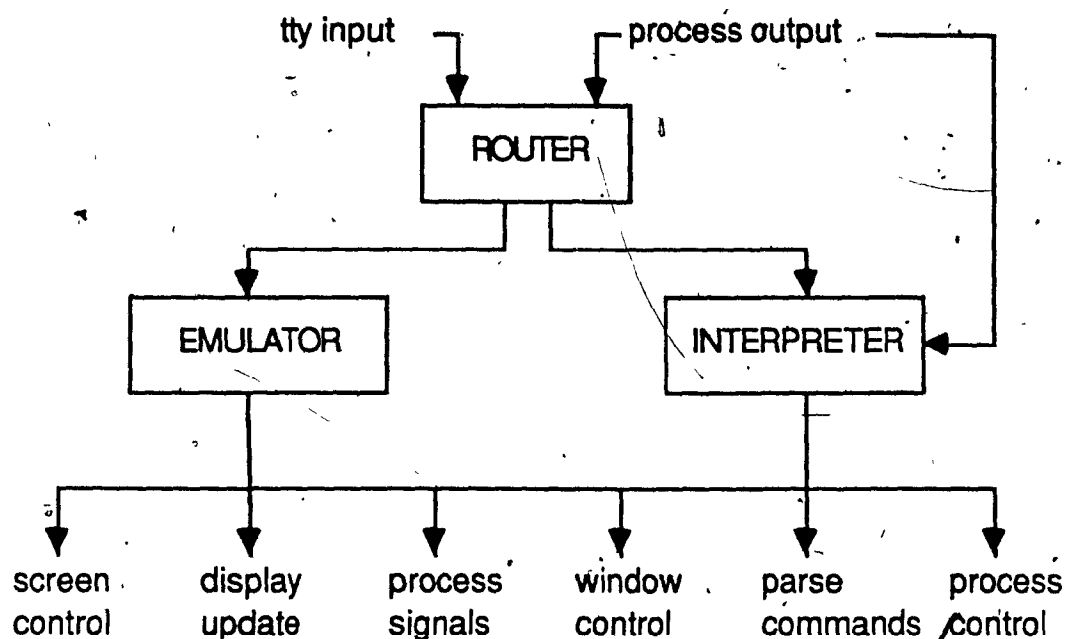 tty input process output
ROUTER
EMULATOR INTERPRETER
screen display process window parse process
control update signals control commands control